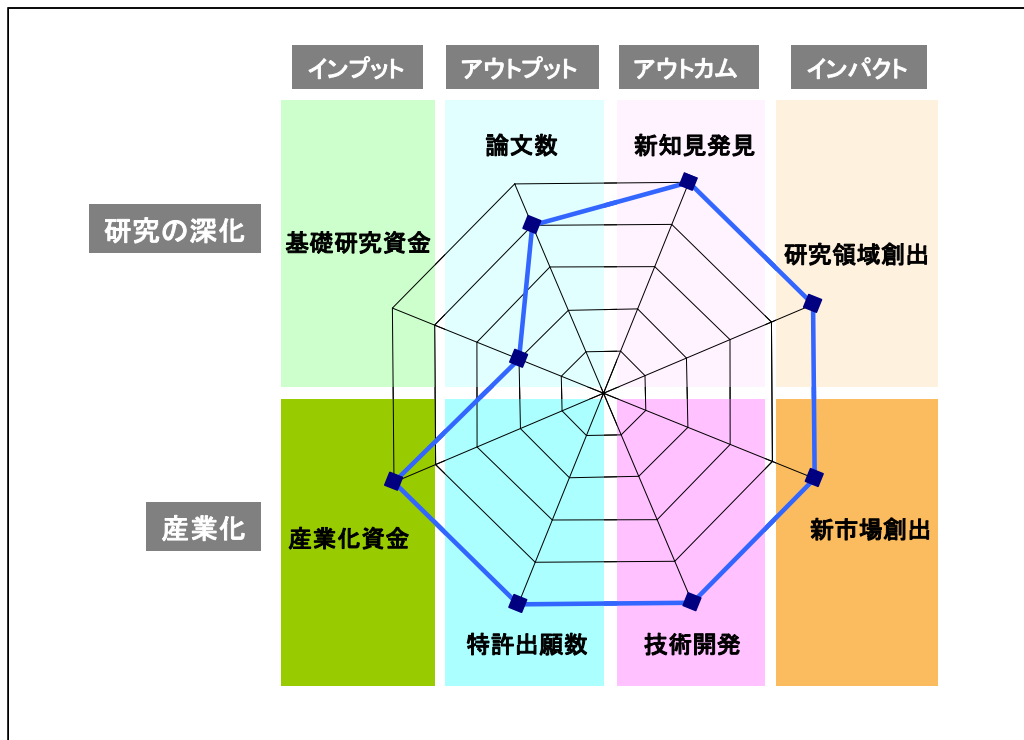 インプット
アウトプット
アウトカム
インパクト
論文数
新知見発見
研究の深化
基礎研究資金
研究領域創出
産業化
産業化資金
新市場創出
特許出願数
技術開発